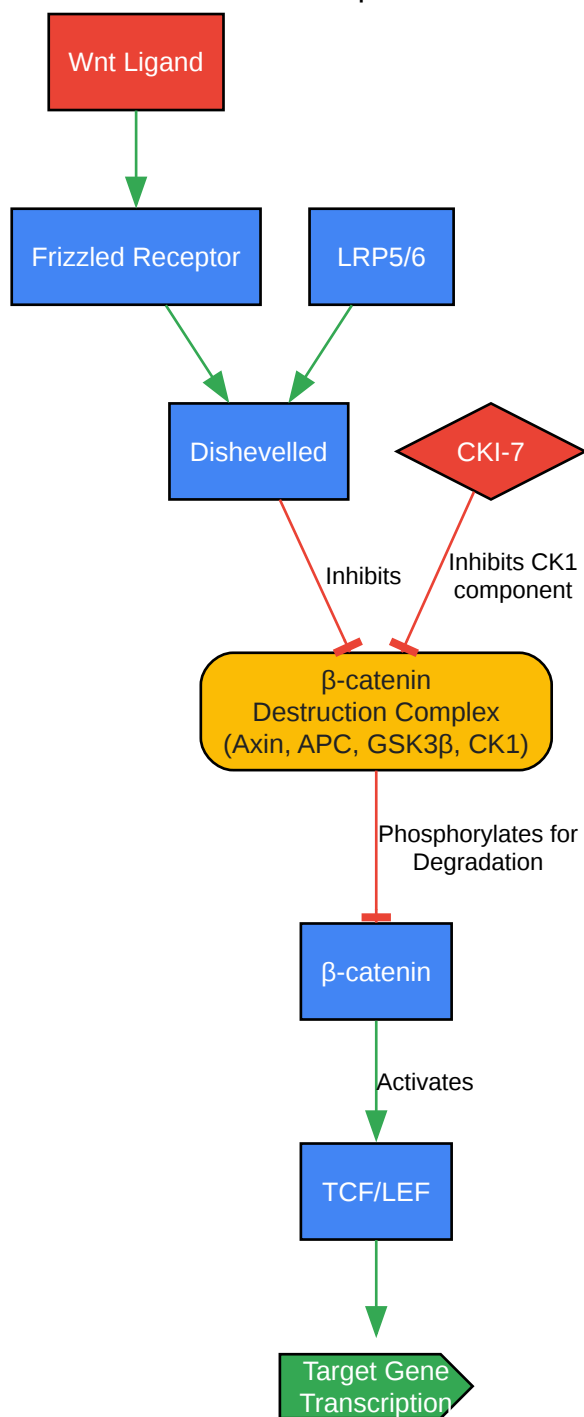 Wnt Ligand
Frizzled Receptor
LRP5/6
Dishevelled
CKI-7
Inhibits
Inhibits CK1
component
β-catenin
Destruction Complex
(Axin, APC, GSK3β, CK1)
Phosphorylates for
Degradation
β-catenin
Activates
TCF/LEF
Target Gene
Transcription